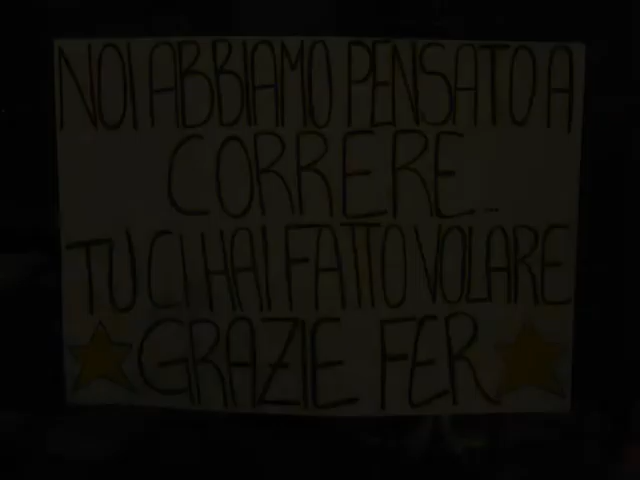 NOI ABBIAMO PENSATO A
CORRERE...
TU CI HAI FATTO VOLARE
GRAZIE FER